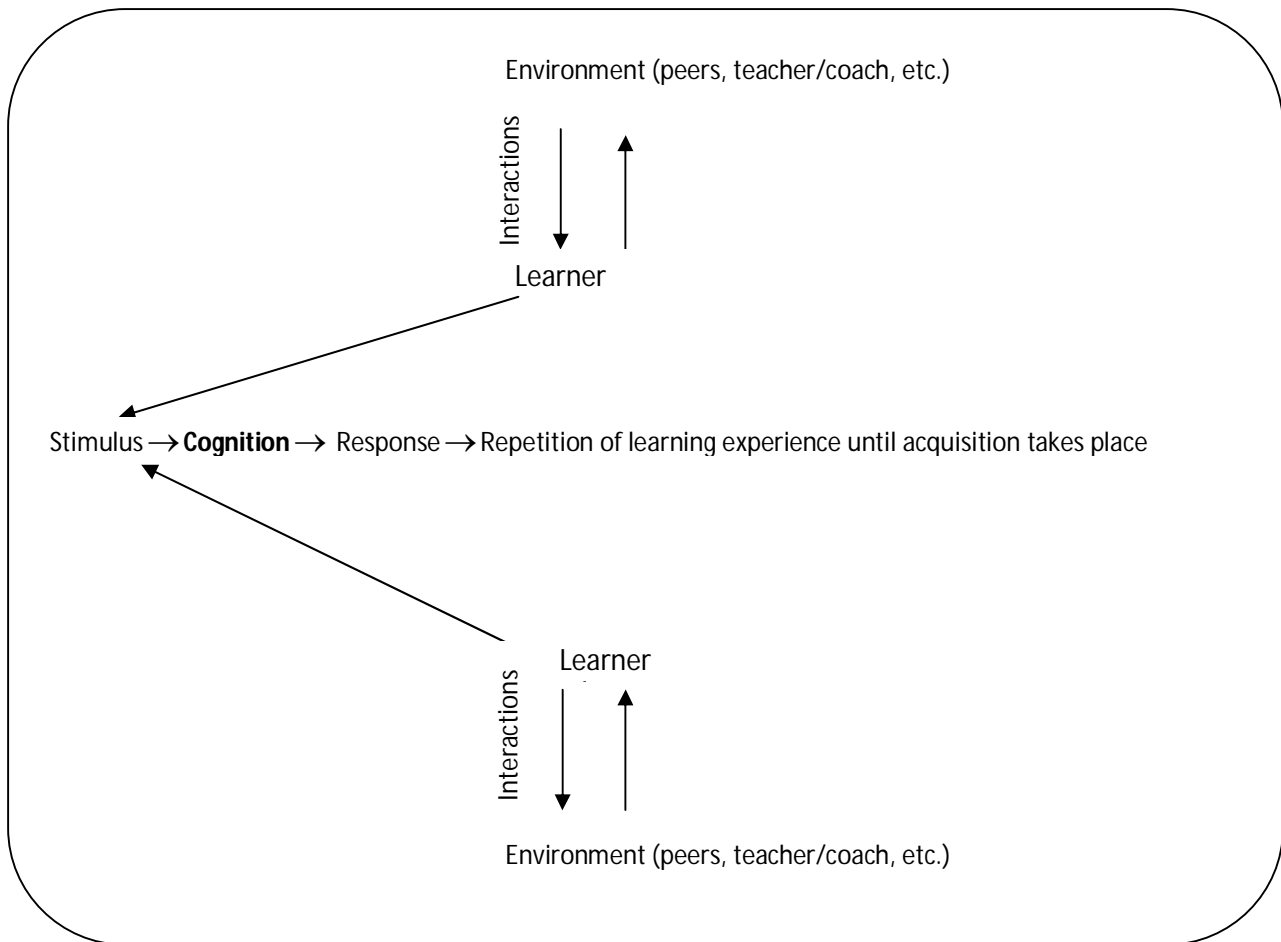 Environment (peers, teacher/coach, etc.)
Interactions
Learner
Stimulus → Cognition → Response → Repetition of learning experience until acquisition takes place
Learner
Interactions
Environment (peers, teacher/coach, etc.)